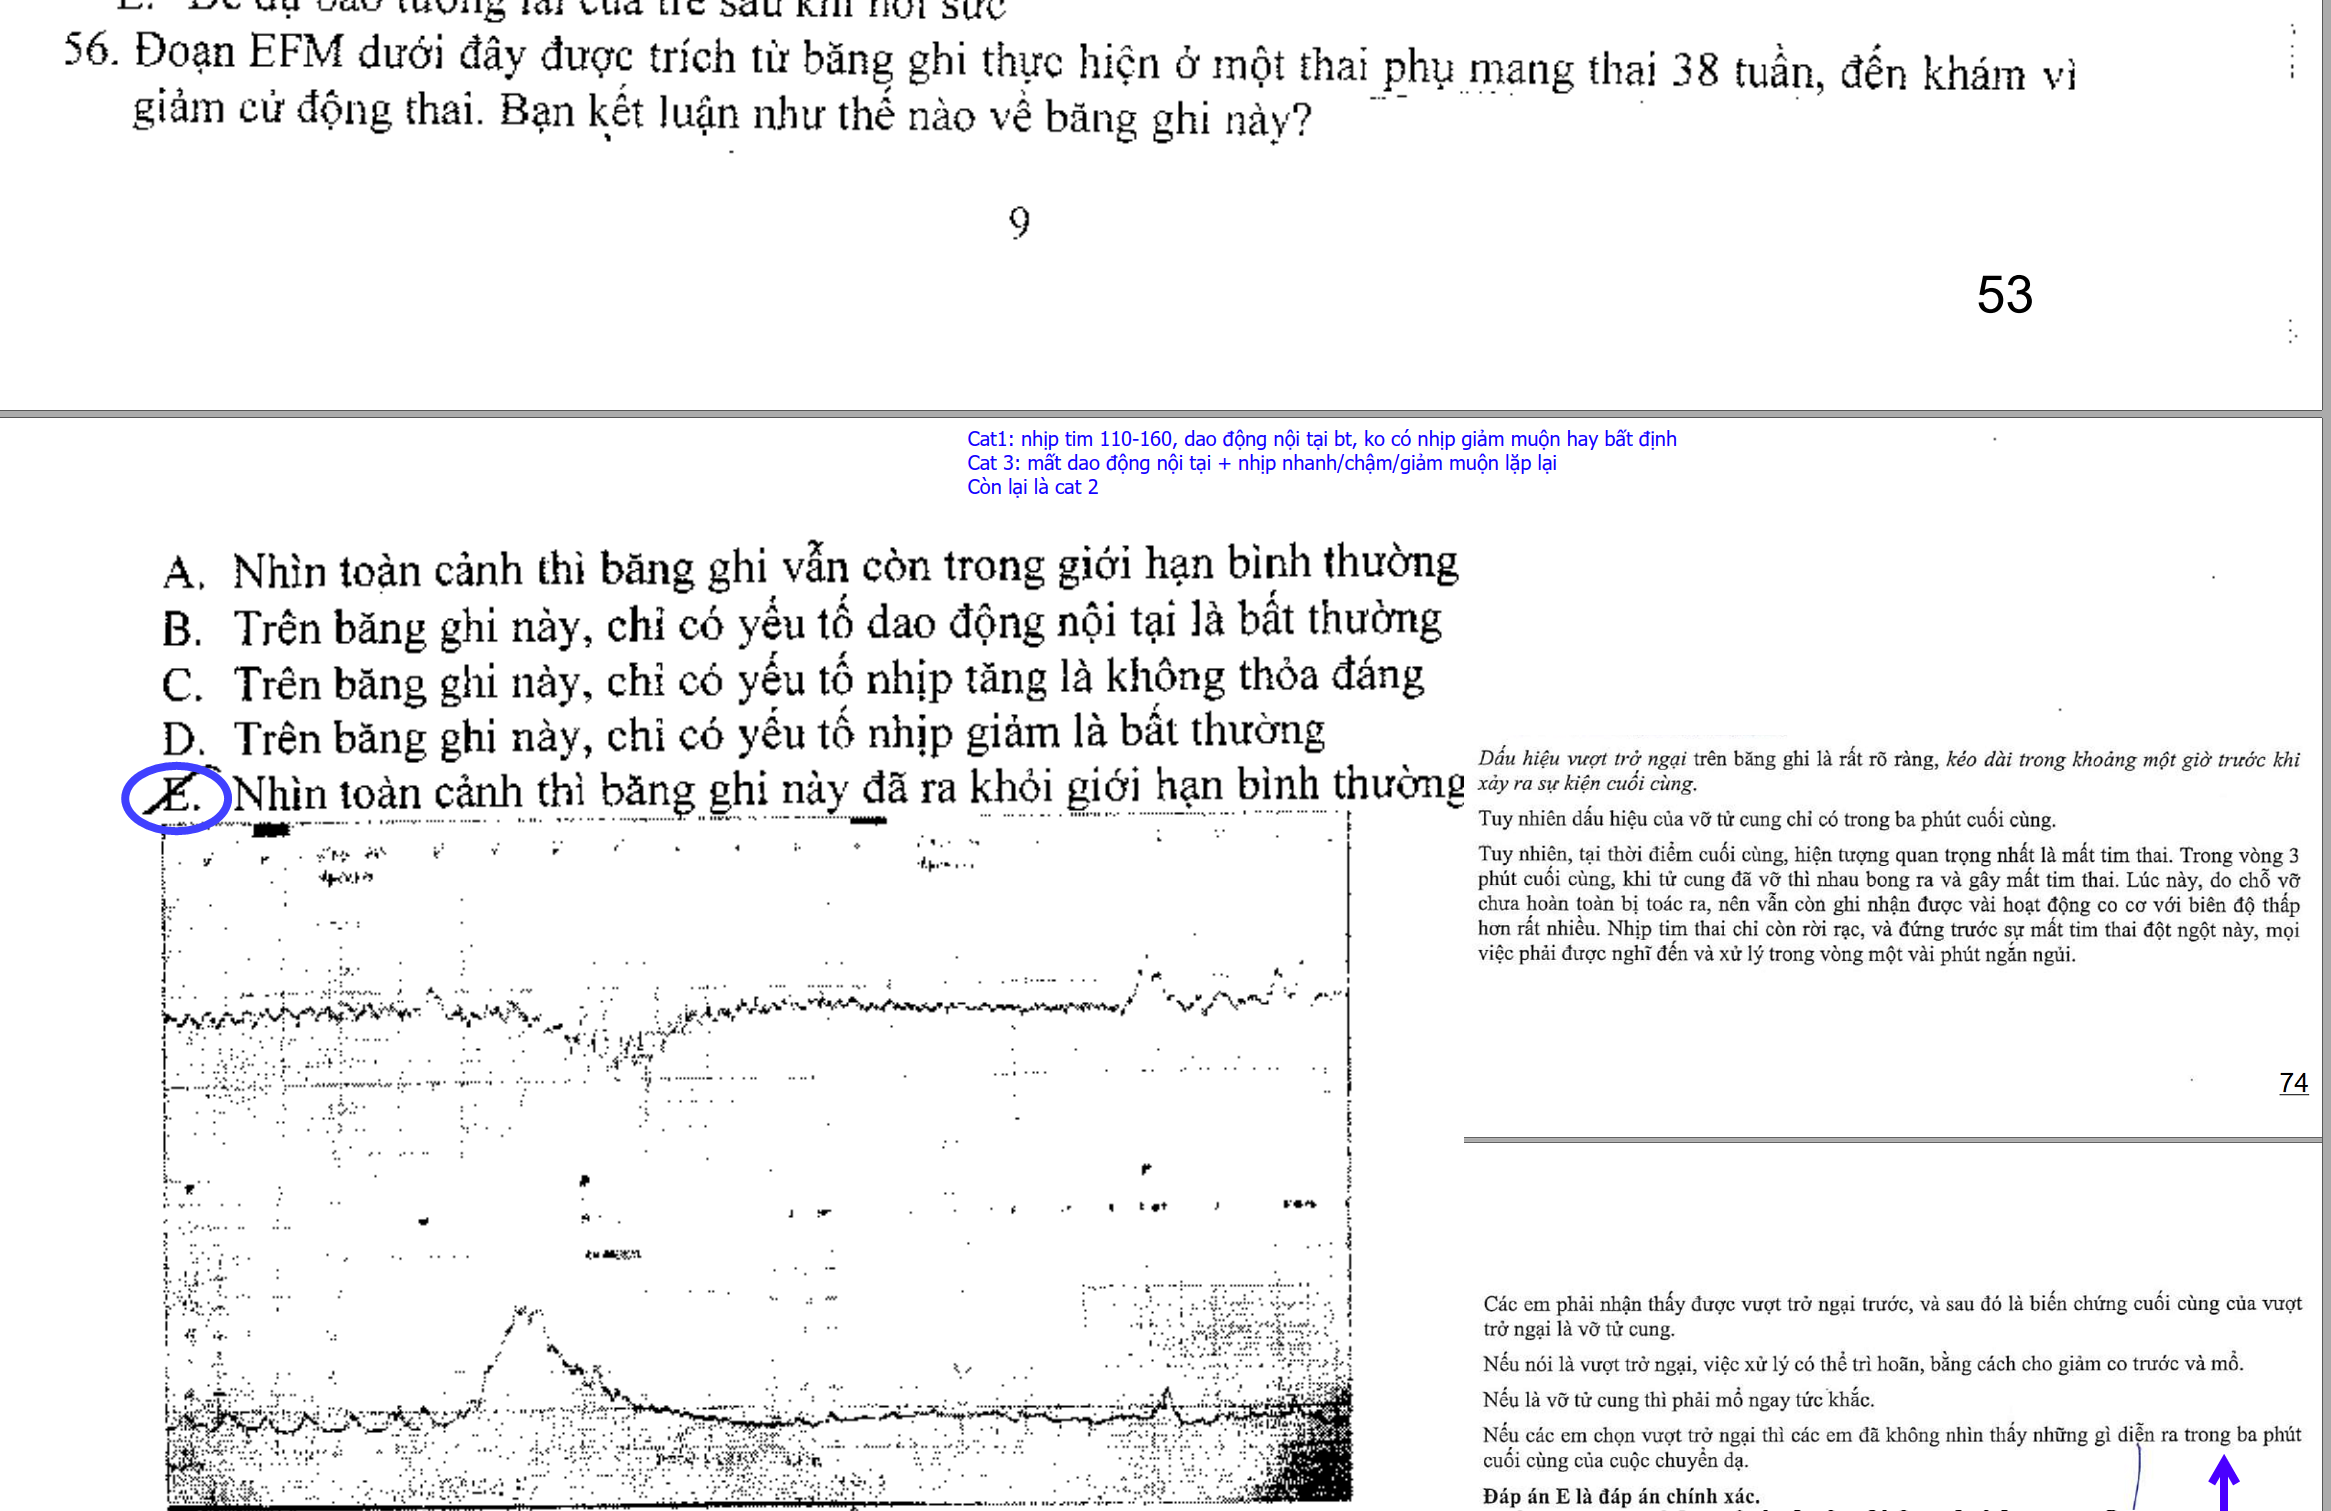 E. Để dự báo tương lai của trẻ sau khi hồi sức
56. Đoạn EFM dưới đây được trích từ băng ghi thực hiện ở một thai phụ mang thai 38 tuần, đến khám vì
giảm cử động thai. Bạn kết luận như thế nào về băng ghi này?
9
53
Cat1: nhịp tim 110-160, dao động nội tại bt, ko có nhịp giảm muộn hay bất định
Cat 3: mất dao động nội tại + nhịp nhanh/chậm/giảm muộn lặp lại
Còn lại là cat 2
A. Nhìn toàn cảnh thì băng ghi vẫn còn trong giới hạn bình thường
B. Trên băng ghi này, chỉ có yếu tố dao động nội tại là bất thường
C. Trên băng ghi này, chỉ có yếu tố nhịp tăng là không thỏa đáng
D. Trên băng ghi này, chỉ có yếu tố nhịp giảm là bất thường
E. Nhìn toàn cảnh thì băng ghi này đã ra khỏi giới hạn bình thường
Dấu hiệu vượt trở ngại trên băng ghi là rất rõ ràng, kéo dài trong khoảng một giờ trước khi
xảy ra sự kiện cuối cùng.
Tuy nhiên dấu hiệu của vỡ tử cung chỉ có trong ba phút cuối cùng.
Tuy nhiên, tại thời điểm cuối cùng, hiện tượng quan trọng nhất là mất tim thai. Trong vòng 3
phút cuối cùng, khi tử cung đã vỡ thì nhau bong ra và gây mất tim thai. Lúc này, do chỗ vỡ
chưa hoàn toàn bị toác ra, nên vẫn còn ghi nhận được vài hoạt động co cơ với biên độ thấp
hơn rất nhiều. Nhịp tim thai chỉ còn rời rạc, và đứng trước sự mất tim thai đột ngột này, mọi
việc phải được nghĩ đến và xử lý trong vòng một vài phút ngắn ngủi.
74
Các em phải nhận thấy được vượt trở ngại trước, và sau đó là biến chứng cuối cùng của vượt
trở ngại là vỡ tử cung.
Nếu nói là vượt trở ngại, việc xử lý có thể trì hoãn, bằng cách cho giảm co trước và mổ.
Nếu là vỡ tử cung thì phải mổ ngay tức khắc.
Nếu các em chọn vượt trở ngại thì các em đã không nhìn thấy những gì diễn ra trong ba phút
cuối cùng của cuộc chuyển dạ.
Đáp án E là đáp án chính xác.